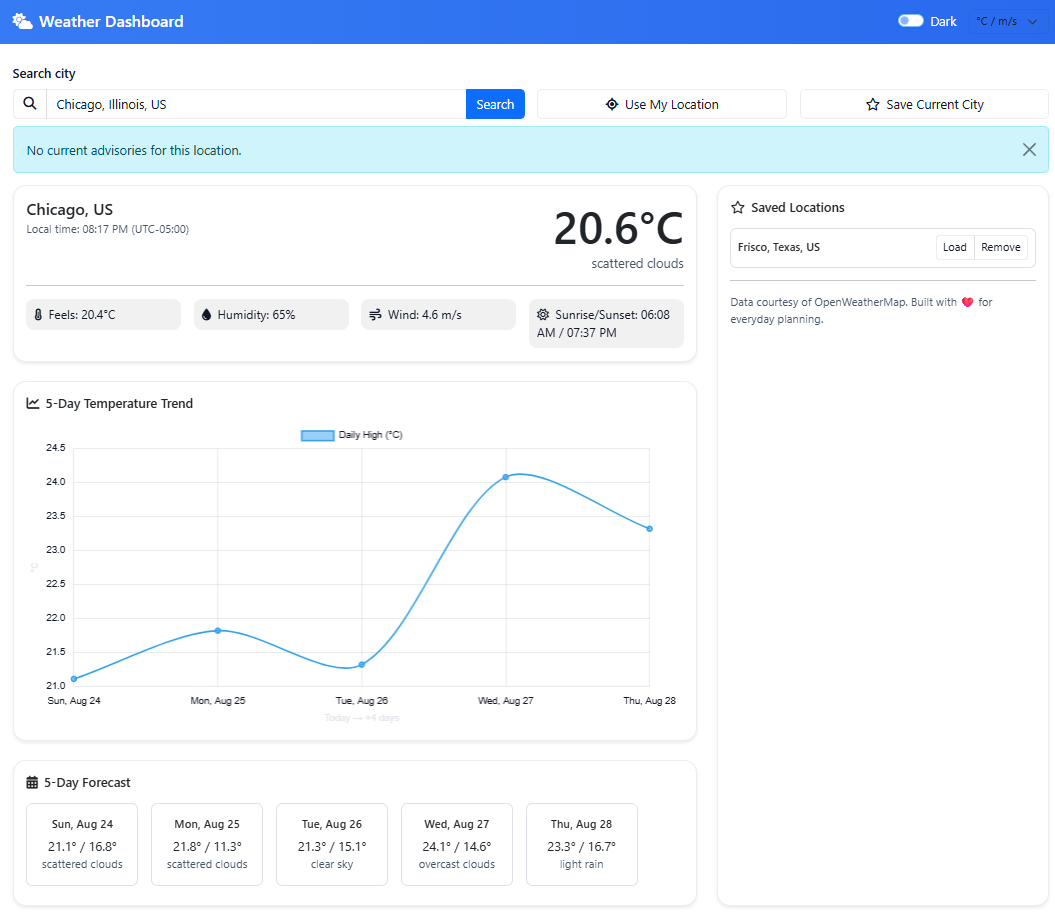 Weather Dashboard
Dark
°C / m/s
Search city
Chicago, Illinois, US
Search
Use My Location
Save Current City
No current advisories for this location.
Chicago, US
Local time: 08:17 PM (UTC-05:00)
20.6°C
scattered clouds
Feels: 20.4°C
Humidity: 65%
Wind: 4.6 m/s
Sunrise/Sunset: 06:08
AM / 07:37 PM
Saved Locations
Frisco, Texas, US
Load
Remove
Data courtesy of OpenWeatherMap. Built with ❤️ for
everyday planning.
5-Day Temperature Trend
Daily High (°C)
24.5
24.0
23.5
23.0
22.5
22.0
21.5
21.0
°C
Sun, Aug 24
Mon, Aug 25
Tue, Aug 26
Wed, Aug 27
Thu, Aug 28
Today → +4 days
5-Day Forecast
Sun, Aug 24
21.1° / 16.8°
scattered clouds
Mon, Aug 25
21.8° / 11.3°
scattered clouds
Tue, Aug 26
21.3° / 15.1°
clear sky
Wed, Aug 27
24.1° / 14.6°
overcast clouds
Thu, Aug 28
23.3° / 16.7°
light rain